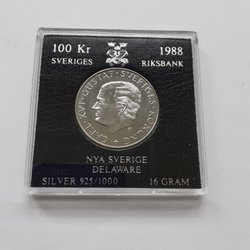 100 Kr 1988
SVERIGES RIKSBANK
CARL XVI GUSTAF · SVERIGES KONUNG
NYA SVERIGE
DELAWARE
SILVER 925/1000 16 GRAM